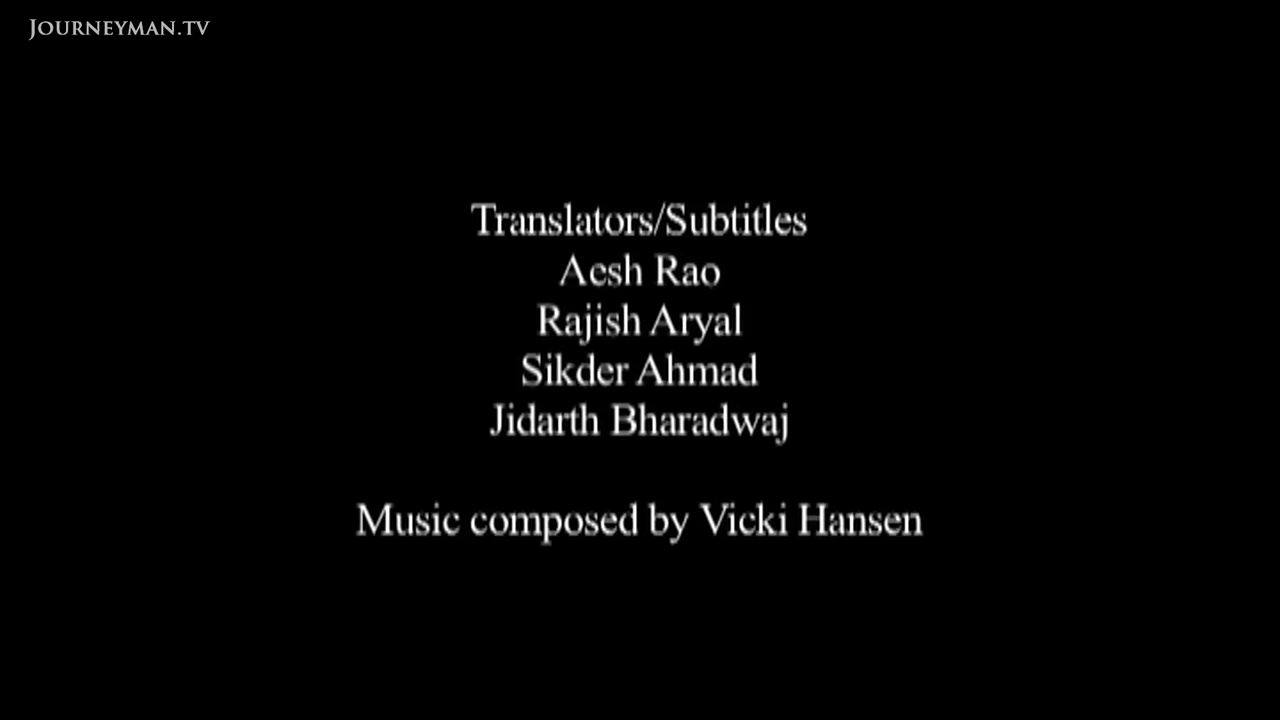 JOURNEYMAN.TV
Translators/Subtitles
Aesh Rao
Rajish Aryal
Sikder Ahmad
Jidarth Bharadwaj
Music composed by Vicki Hansen